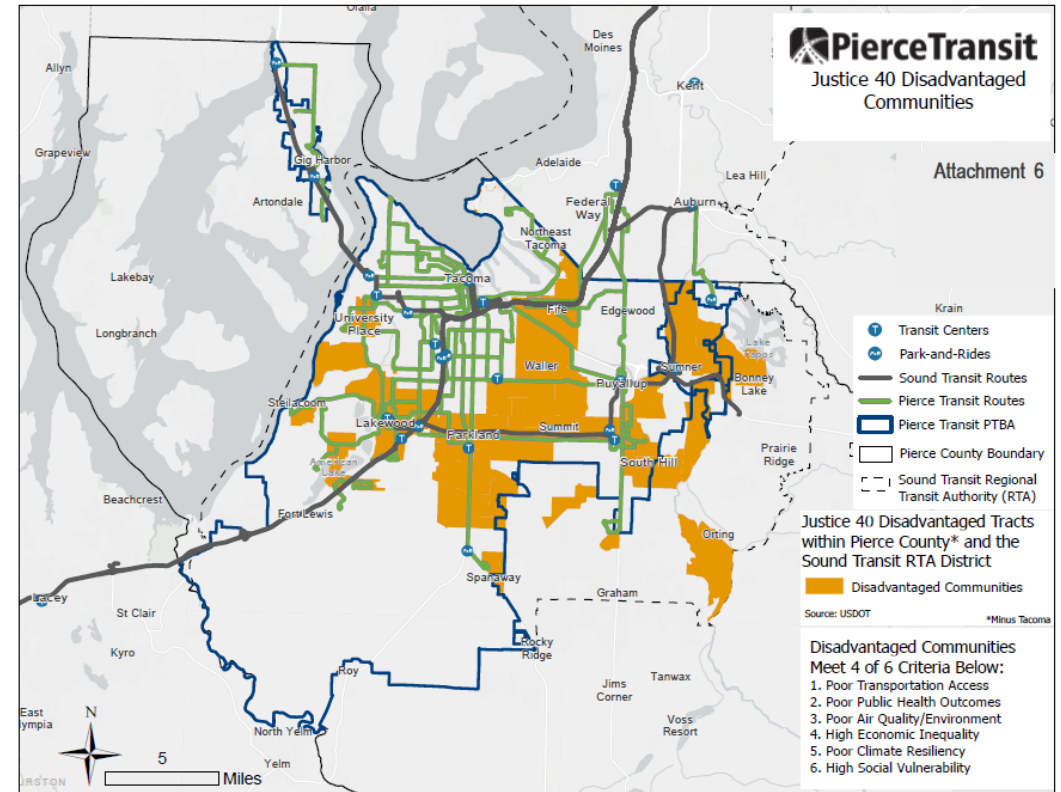 PierceTransit
Justice 40 Disadvantaged
Communities
Attachment 6
Olalla
Allyn
Des
Moines
Kent
Grapeview
Gig Harbor
Adelaide
Lea Hill
Artondale
Federal
Way
Auburn
Northeast
Tacoma
Lakebay
Tacoma
Krain
Longbranch
University
Place
Fife
Edgewood
Lake
Tapps
Waller
Sumner
Puyallup
Bonney
Lake
Steilacoom
Lakewood
Parkland
Summit
South Hill
Prairie
Ridge
American
Lake
Beachcrest
Fort Lewis
Orting
Spanaway
Lacey
St Clair
Graham
Kyro
Rocky
Ridge
Roy
Jims
Corner
Tanwax
East
lympia
Voss
Resort
North Yelm
Yelm
URSTON
N
5
Miles
Transit Centers
Park-and-Rides
Sound Transit Routes
Pierce Transit Routes
Pierce Transit PTBA
Pierce County Boundary
Sound Transit Regional
Transit Authority (RTA)
Justice 40 Disadvantaged Tracts
within Pierce County* and the
Sound Transit RTA District
Disadvantaged Communities
Source: USDOT
*Minus Tacoma
Disadvantaged Communities
Meet 4 of 6 Criteria Below:
1. Poor Transportation Access
2. Poor Public Health Outcomes
3. Poor Air Quality/Environment
4. High Economic Inequality
5. Poor Climate Resiliency
6. High Social Vulnerability